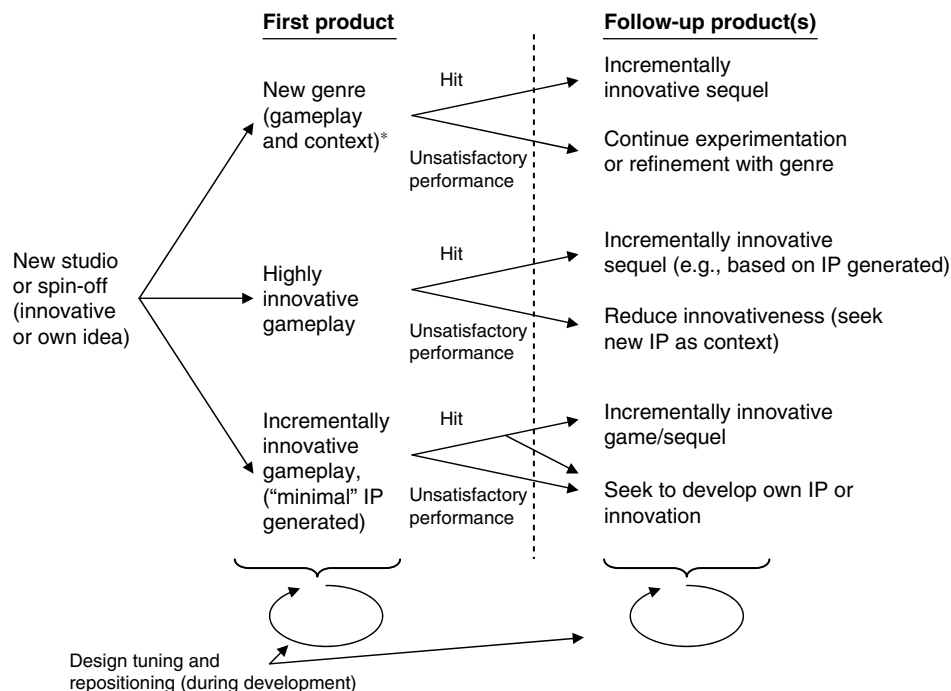 First product
Follow-up product(s)
New genre
(gameplay
and context)*
Hit
Unsatisfactory
performance
Incrementally
innovative sequel
Continue experimentation
or refinement with genre
New studio
or spin-off
(innovative
or own idea)
Highly
innovative
gameplay
Hit
Unsatisfactory
performance
Incrementally innovative
sequel (e.g., based on IP generated)
Reduce innovativeness (seek
new IP as context)
Incrementally
innovative
gameplay,
(“minimal” IP
generated)
Hit
Unsatisfactory
performance
Incrementally innovative
game/sequel
Seek to develop own IP or
innovation
Design tuning and
repositioning (during development)